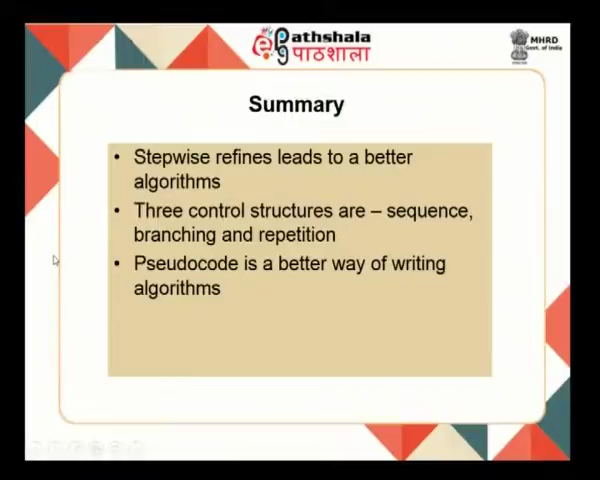 Pathshala
पाठशाला
MHRD
Govt. of India
Summary
• Stepwise refines leads to a better
algorithms
• Three control structures are – sequence,
branching and repetition
• Pseudocode is a better way of writing
algorithms